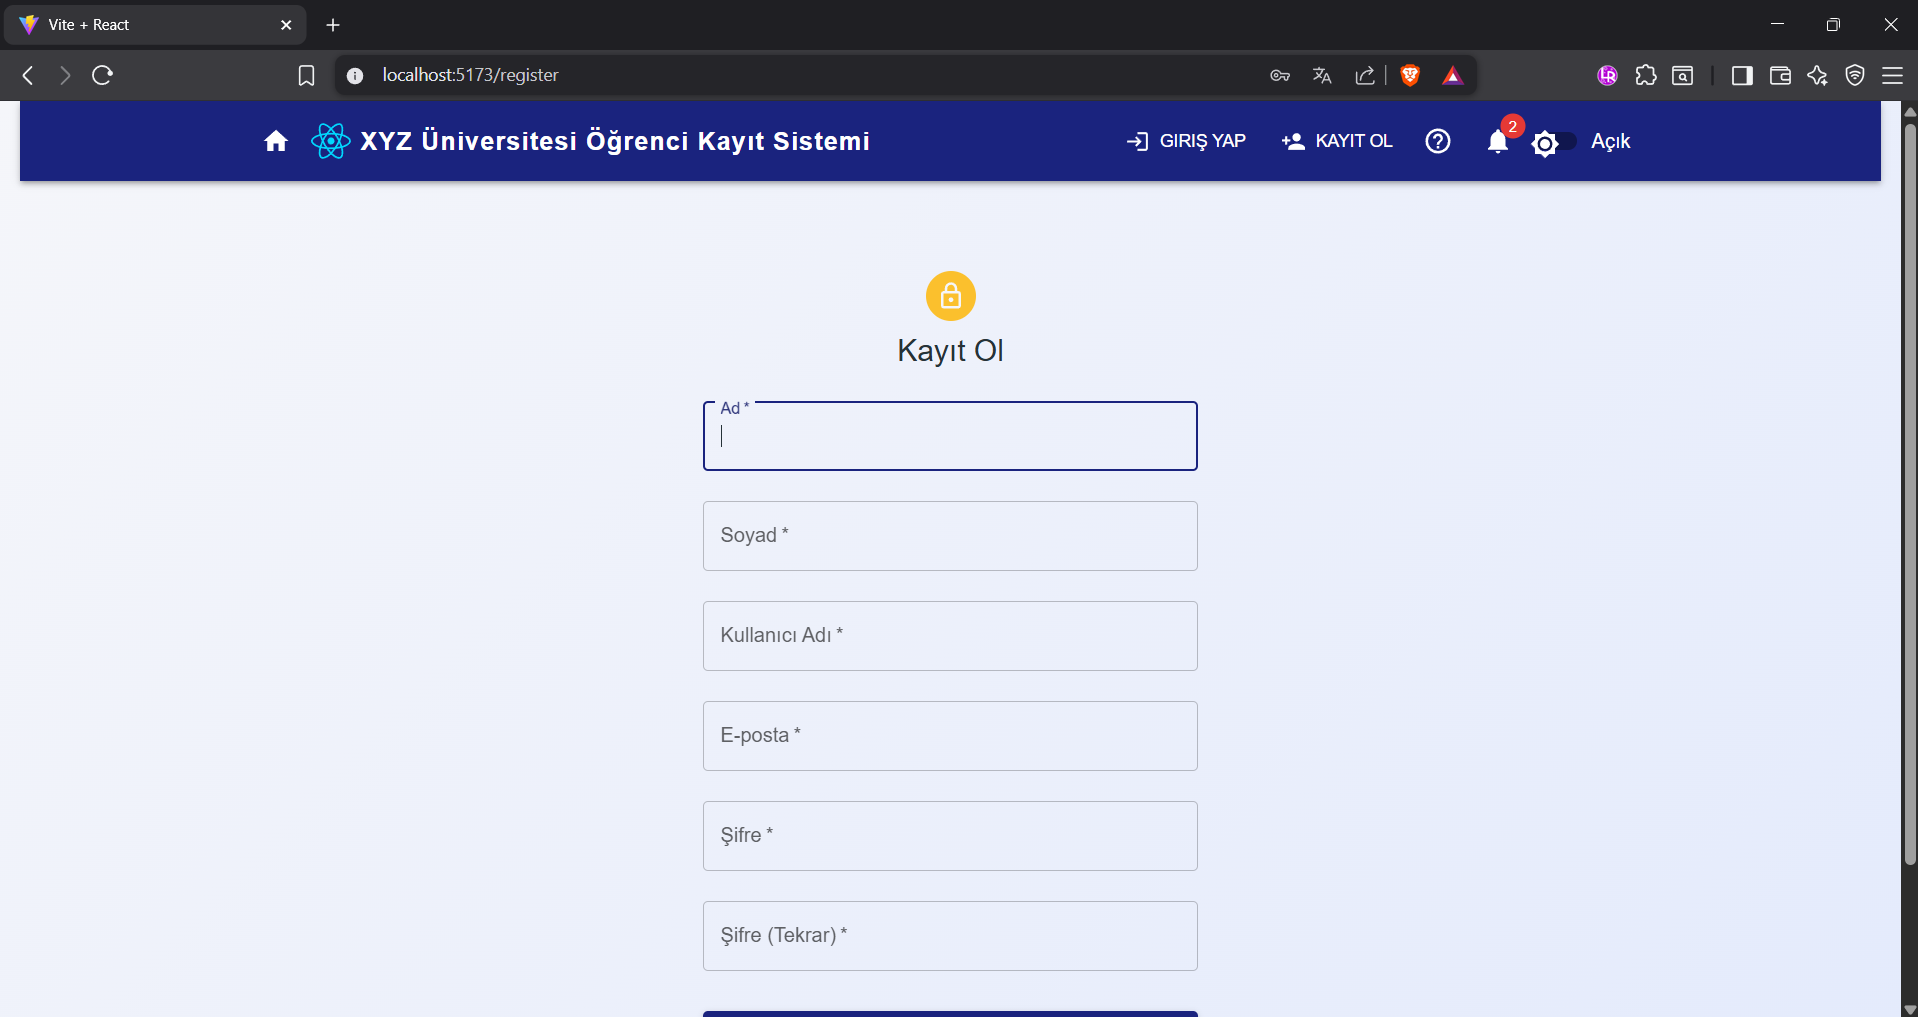 Vite + React
localhost:5173/register
XYZ Üniversitesi Öğrenci Kayıt Sistemi
GIRIŞ YAP
KAYIT OL
2
Açık
Kayıt Ol
Ad *
Soyad *
Kullanıcı Adı *
E-posta *
Şifre *
Şifre (Tekrar) *